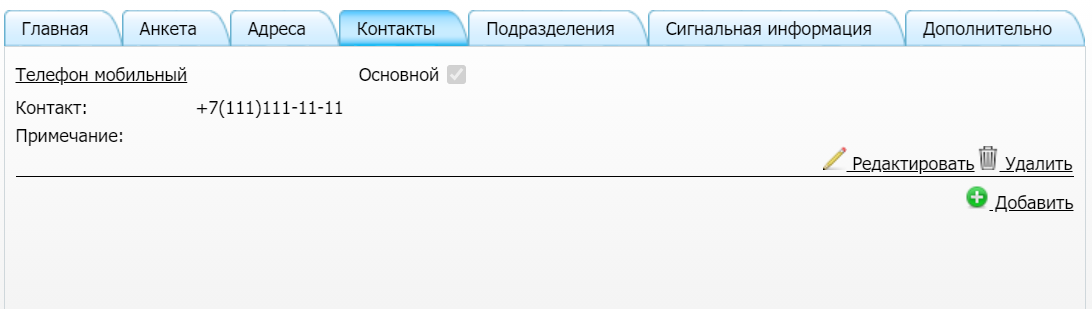 Главная Анкета Адреса Контакты Подразделения Сигнальная информация Дополнительно
Телефон мобильный Основной
Контакт: +7(111)111-11-11
Примечание:
Редактировать Удалить
Добавить